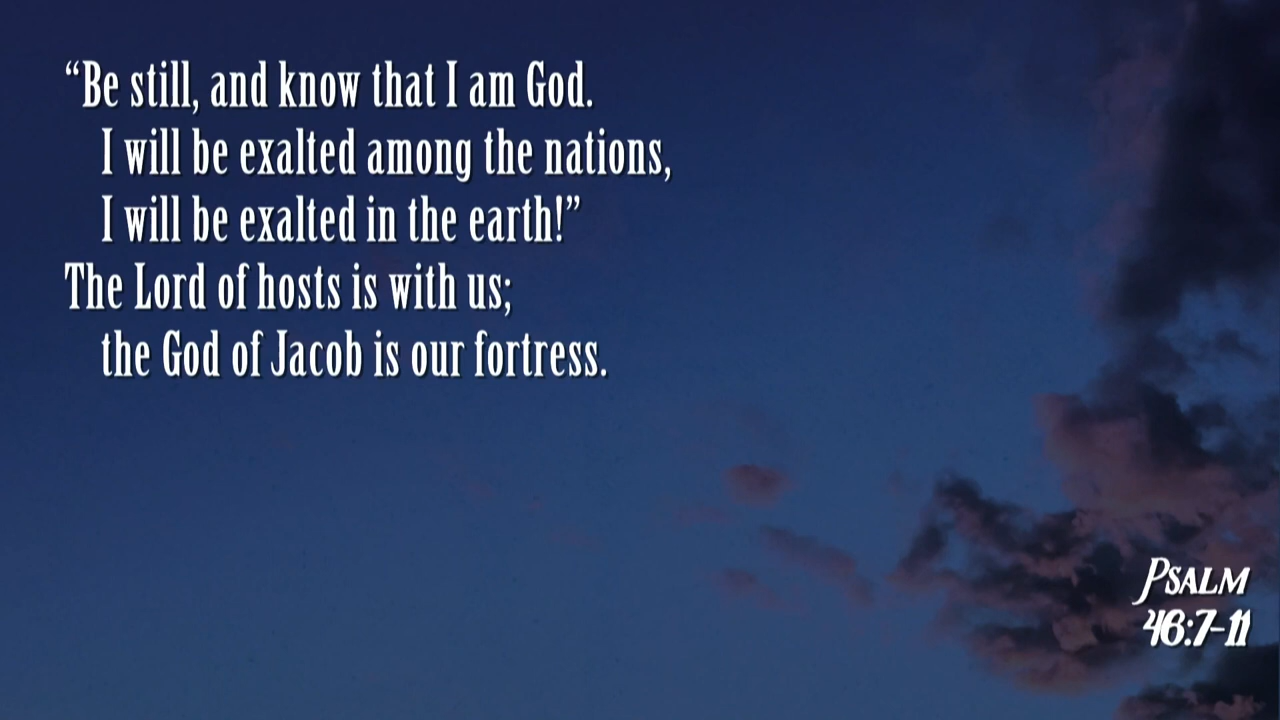 “Be still, and know that I am God.
I will be exalted among the nations,
I will be exalted in the earth!”
The Lord of hosts is with us;
the God of Jacob is our fortress.
Psalm
46:7-11